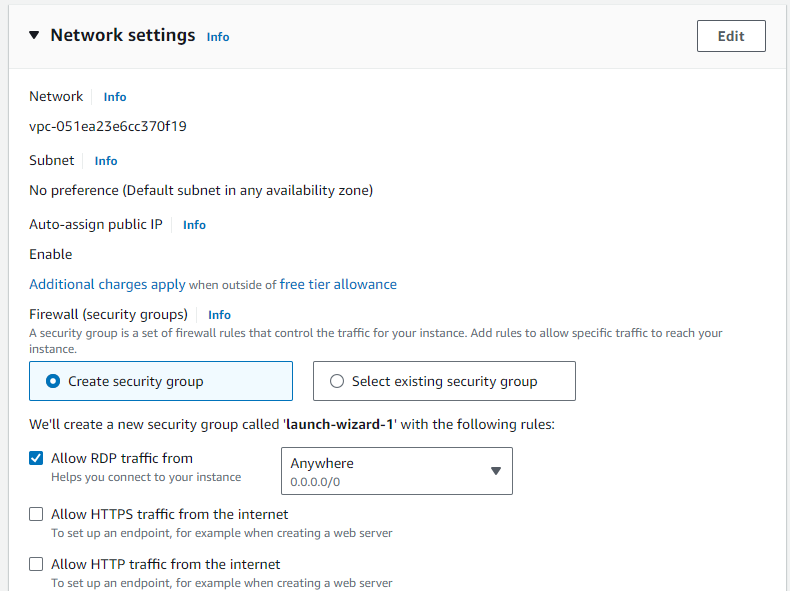 Network settings Info
Edit
Network Info
vpc-051ea23e6cc370f19
Subnet Info
No preference (Default subnet in any availability zone)
Auto-assign public IP Info
Enable
Additional charges apply when outside of free tier allowance
Firewall (security groups) Info
A security group is a set of firewall rules that control the traffic for your instance. Add rules to allow specific traffic to reach your
instance.
Create security group
Select existing security group
We'll create a new security group called 'launch-wizard-1' with the following rules:
Allow RDP traffic from
Helps you connect to your instance
Anywhere
0.0.0.0/0
Allow HTTPS traffic from the internet
To set up an endpoint, for example when creating a web server
Allow HTTP traffic from the internet
To set up an endpoint, for example when creating a web server